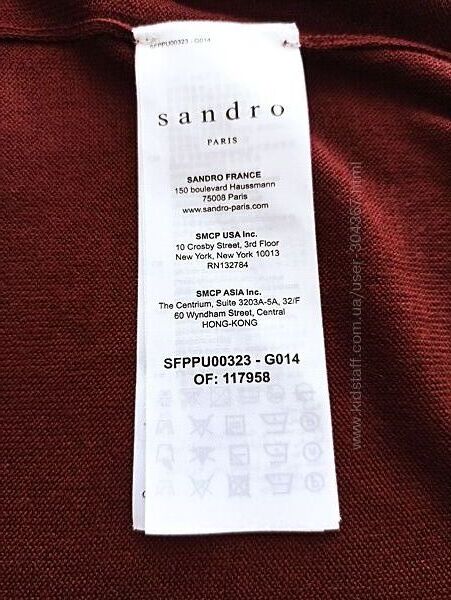 SFPPU00323 - G014
sandro
PARIS
SANDRO FRANCE
150 boulevard Haussmann
75008 Paris
www.sandro-paris.com
SMCP USA Inc.
10 Crosby Street, 3rd Floor
New York, New York 10013
RN132784
SMCP ASIA Inc.
The Centrium, Suite 3203A-5A, 32/F
60 Wyndham Street, Central
HONG-KONG
SFPPU00323 - G014
OF: 117958